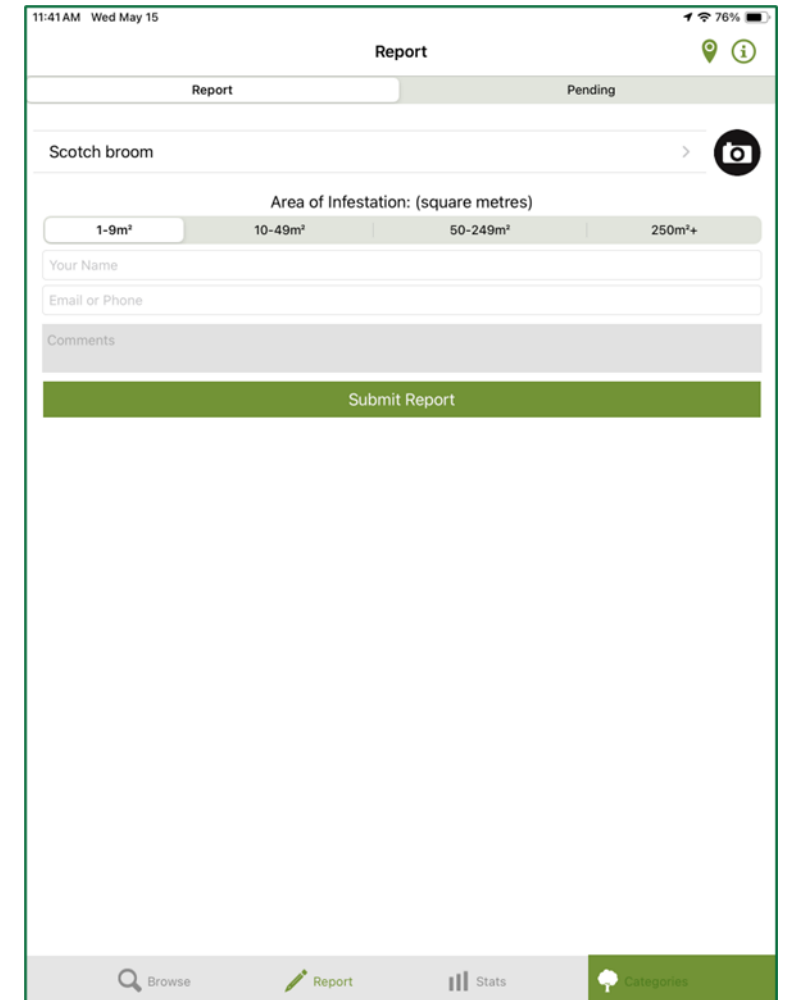 11:41 AM Wed May 15 76%
Report
Report Pending
Scotch broom
Area of Infestation: (square metres)
1-9m² 10-49m² 50-249m² 250m²+
Your Name
Email or Phone
Comments
Submit Report
Browse Report Stats Categories